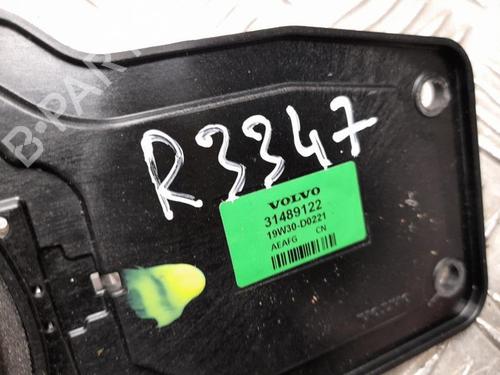 B-PARTS
R3347
VOLVO
31489122
19W30-D0221
AEAFG CN